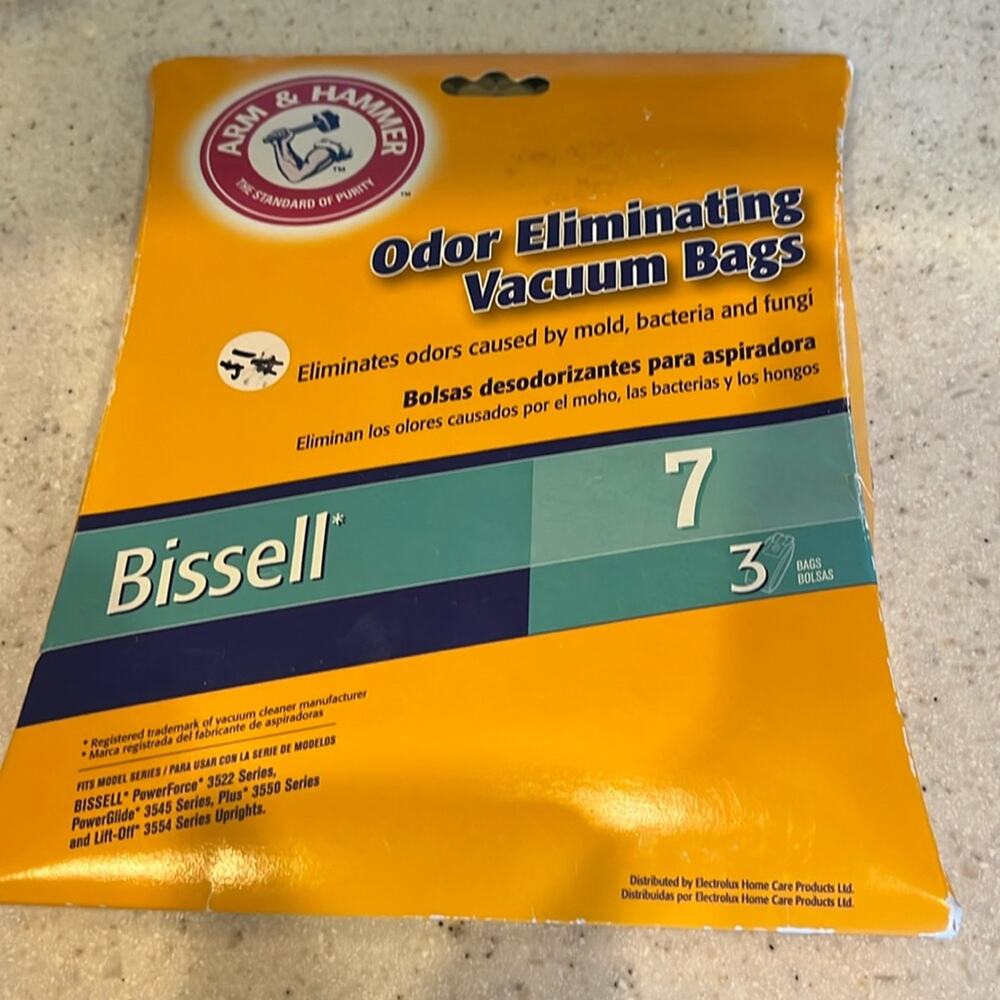 ARM & HAMMER
THE STANDARD OF PURITY
TM
TM
Odor Eliminating
Vacuum Bags
Eliminates odors caused by mold, bacteria and fungi
Bolsas desodorizantes para aspiradora
Eliminan los olores causados por el moho, las bacterias y los hongos
Bissell*
7
3 BAGS
BOLSAS
* Registered trademark of vacuum cleaner manufacturer
* Marca registrada del fabricante de aspiradoras
FITS MODEL SERIES / PARA USAR CON LA SERIE DE MODELOS
BISSELL* PowerForce* 3522 Series,
PowerGlide* 3545 Series, Plus* 3550 Series
and Lift-Off* 3554 Series Uprights.
Distributed by Electrolux Home Care Products Ltd.
Distribuidas por Electrolux Home Care Products Ltd.